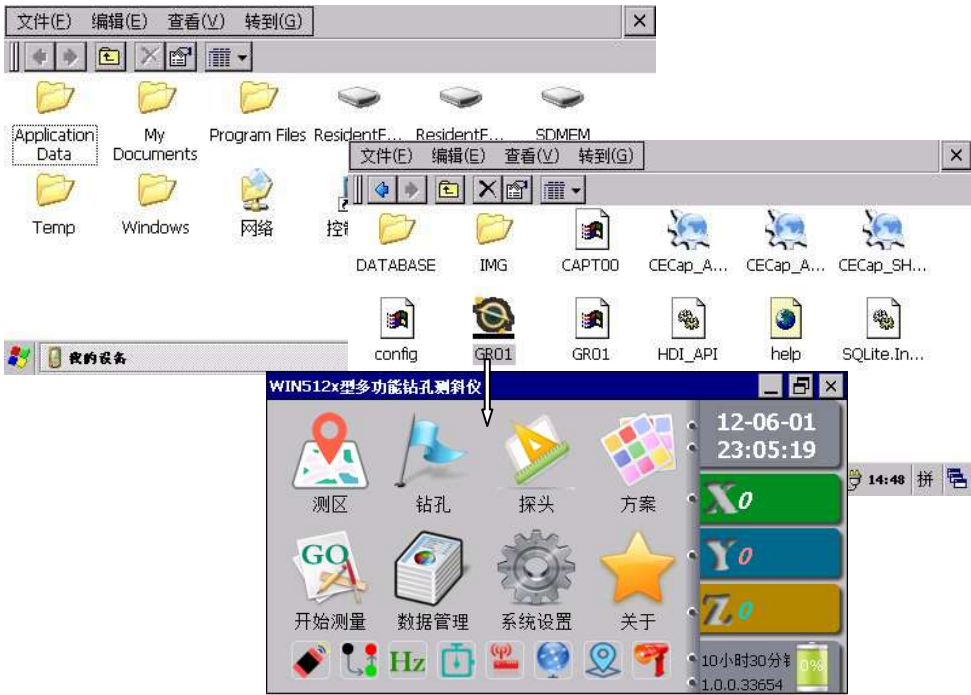 文件(F) 编辑(E) 查看(V) 转到(G)
Application Data
My Documents
Program Files
ResidentF...
ResidentF...
SDMEM
Temp
Windows
网络
我的设备
文件(F) 编辑(E) 查看(V) 转到(G)
DATABASE
IMG
CAPT00
CECap_A...
CECap_A...
CECap_SH...
config
GR01
GR01
HDI_API
help
SQLite.In...
14:48 拼
WIN512x型多功能钻孔测斜仪
测区
钻孔
探头
方案
GO
开始测量
数据管理
系统设置
关于
Hz
12-06-01
23:05:19
X 0
Y 0
Z 0
10小时30分
0%
1.0.0.33654